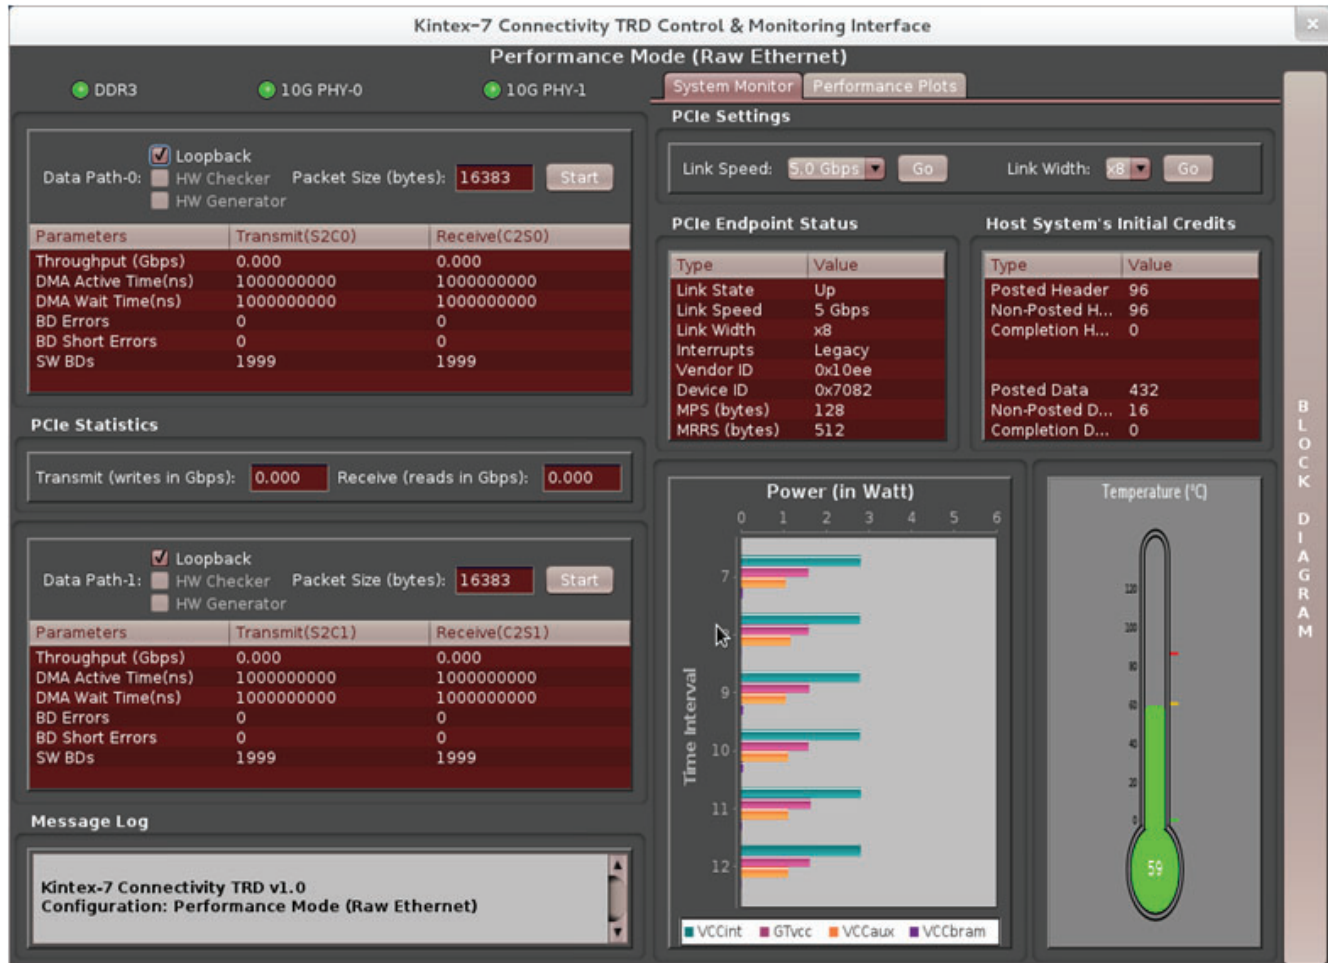 Kintex-7 Connectivity TRD Control & Monitoring Interface
Performance Mode (Raw Ethernet)
DDR3 10G PHY-0 10G PHY-1
Data Path-0: Loopback
HW Checker
HW Generator
Packet Size (bytes): 16383 Start
Parameters Transmit(S2C0) Receive(C2S0)
Throughput (Gbps) 0.000 0.000
DMA Active Time(ns) 1000000000 1000000000
DMA Wait Time(ns) 1000000000 1000000000
BD Errors 0 0
BD Short Errors 0 0
SW BDs 1999 1999
PCIe Statistics
Transmit (writes in Gbps): 0.000 Receive (reads in Gbps): 0.000
Data Path-1: Loopback
HW Checker
HW Generator
Packet Size (bytes): 16383 Start
Parameters Transmit(S2C1) Receive(C2S1)
Throughput (Gbps) 0.000 0.000
DMA Active Time(ns) 1000000000 1000000000
DMA Wait Time(ns) 1000000000 1000000000
BD Errors 0 0
BD Short Errors 0 0
SW BDs 1999 1999
Message Log
Kintex-7 Connectivity TRD v1.0
Configuration: Performance Mode (Raw Ethernet)
System Monitor Performance Plots
PCIe Settings
Link Speed: 5.0 Gbps Go Link Width: x8 Go
PCIe Endpoint Status
Type Value
Link State Up
Link Speed 5 Gbps
Link Width x8
Interrupts Legacy
Vendor ID 0x10ee
Device ID 0x7082
MPS (bytes) 128
MRRS (bytes) 512
Host System's Initial Credits
Type Value
Posted Header 96
Non-Posted H... 96
Completion H... 0
Posted Data 432
Non-Posted D... 16
Completion D... 0
Power (in Watt)
0 1 2 3 4 5 6
Time Interval
7
9
10
11
12
VCCint GTvcc VCCaux VCCbram
Temperature (°C)
120
100
80
60
40
20
0
59
BLOCK DIAGRAM